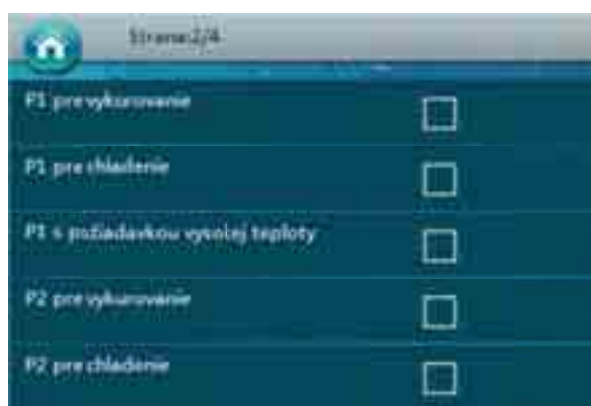 Strana:2/4
P1 pre vykurovanie
P1 pre chladenie
P1 s požiadavkou vysokej teploty
P2 pre vykurovanie
P2 pre chladenie